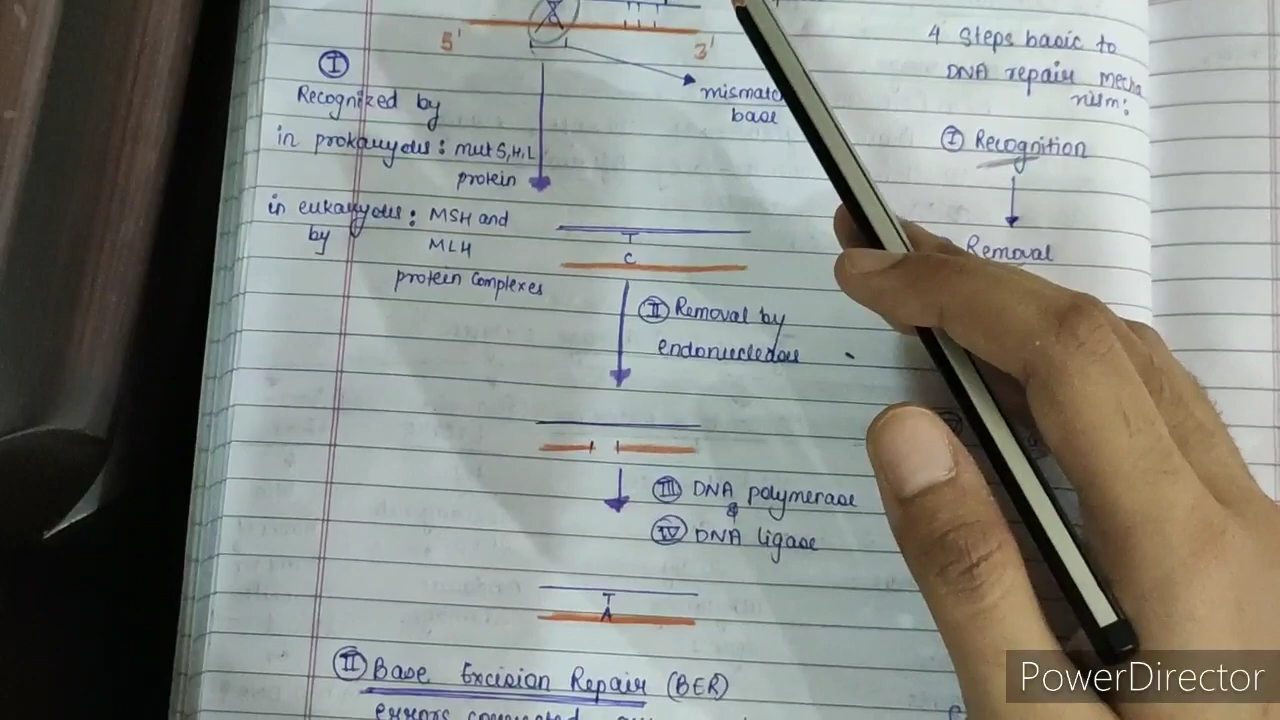 5' 3'
I
Recognized by
in prokaryotes : mut S, H, L
protein
in eukaryotes : MSH and
by MLH
protein complexes
mismatch
base
T
C
II Removal by
endonuclease
III DNA polymerase
&
IV DNA ligase
T
A
II Base Excision Repair (BER)
errors
4 steps basic to
DNA repair mecha
nism:
I Recognition
Removal
PowerDirector